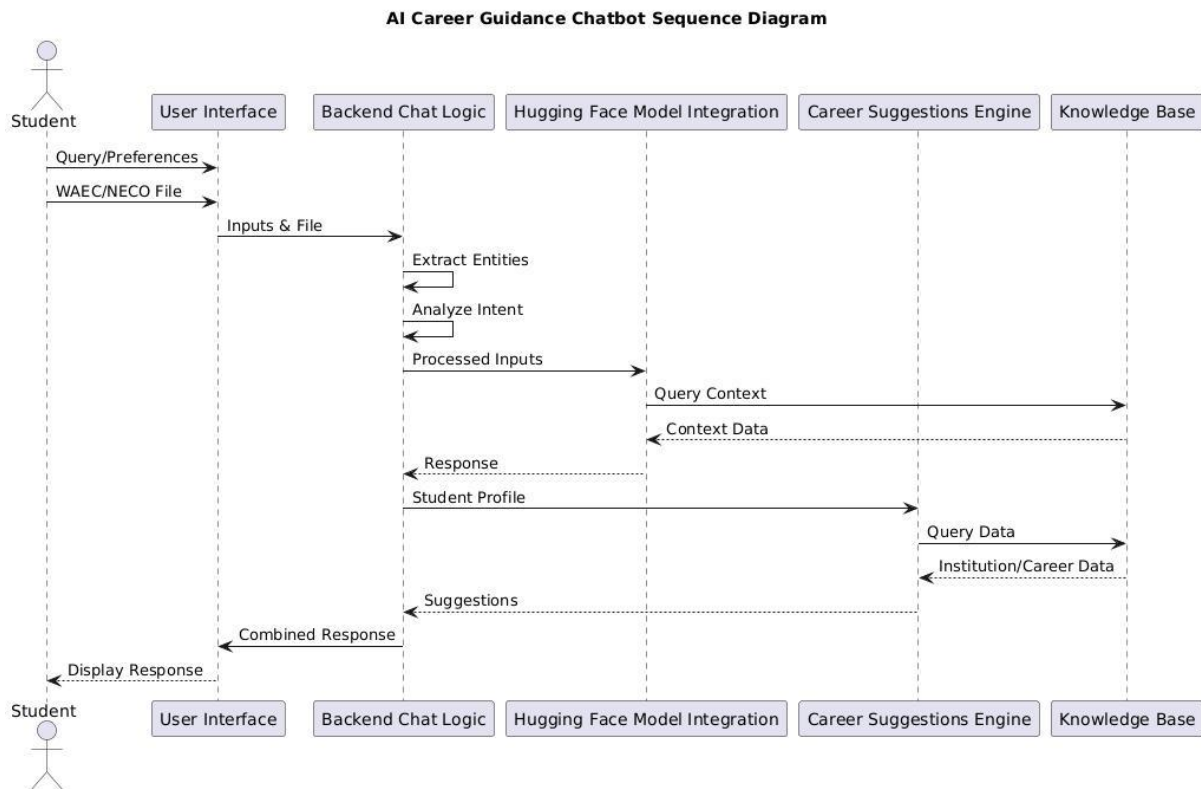 AI Career Guidance Chatbot Sequence Diagram
Student
User Interface
Backend Chat Logic
Hugging Face Model Integration
Career Suggestions Engine
Knowledge Base
Query/Preferences
WAEC/NECO File
Inputs & File
Extract Entities
Analyze Intent
Processed Inputs
Query Context
Context Data
Response
Student Profile
Query Data
Institution/Career Data
Suggestions
Combined Response
Display Response
Student
User Interface
Backend Chat Logic
Hugging Face Model Integration
Career Suggestions Engine
Knowledge Base